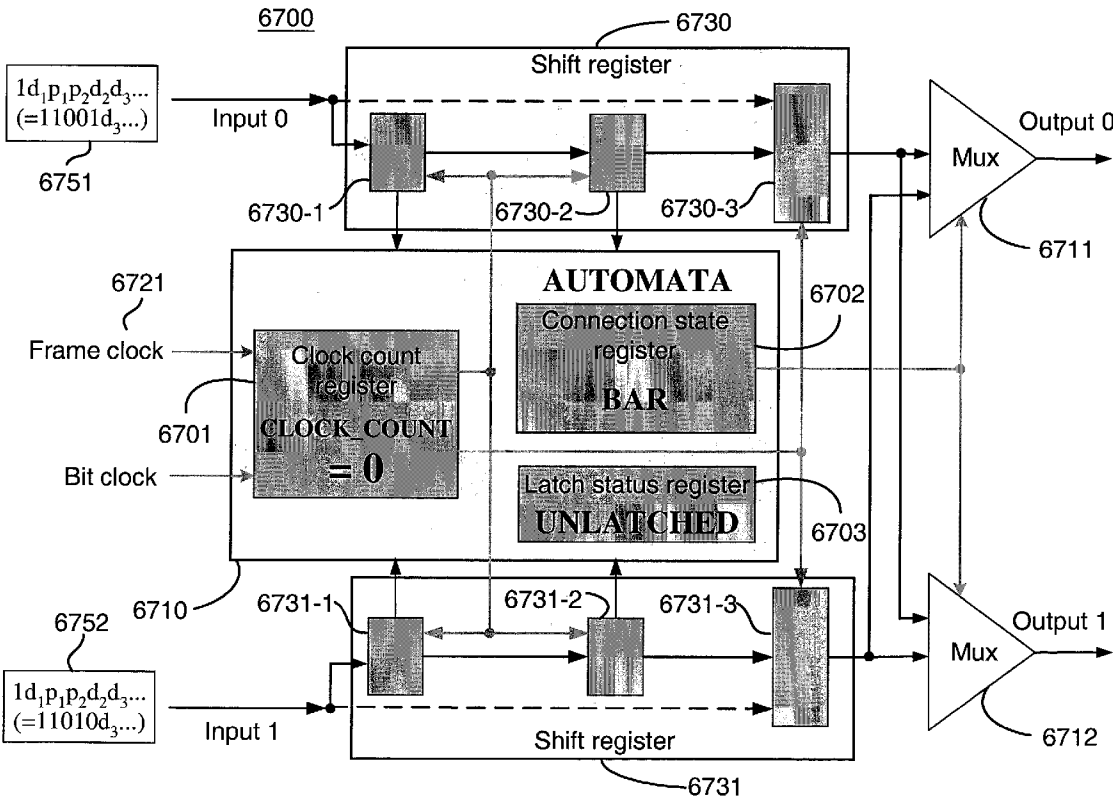 6700
6730
Shift register
1d₁p₁p₂d₂d₃...
(=11001d₃...)
6751
Input 0
6730-1
6730-2
6730-3
Mux
Output 0
6711
6721
Frame clock
AUTOMATA
6702
Connection state
register
BAR
Clock count
register
CLOCK_COUNT
= 0
6701
Bit clock
Latch status register
UNLATCHED
6703
6710
6752
6731-1
6731-2
6731-3
1d₁p₁p₂d₂d₃...
(=11010d₃...)
Input 1
Mux
Output 1
6712
Shift register
6731